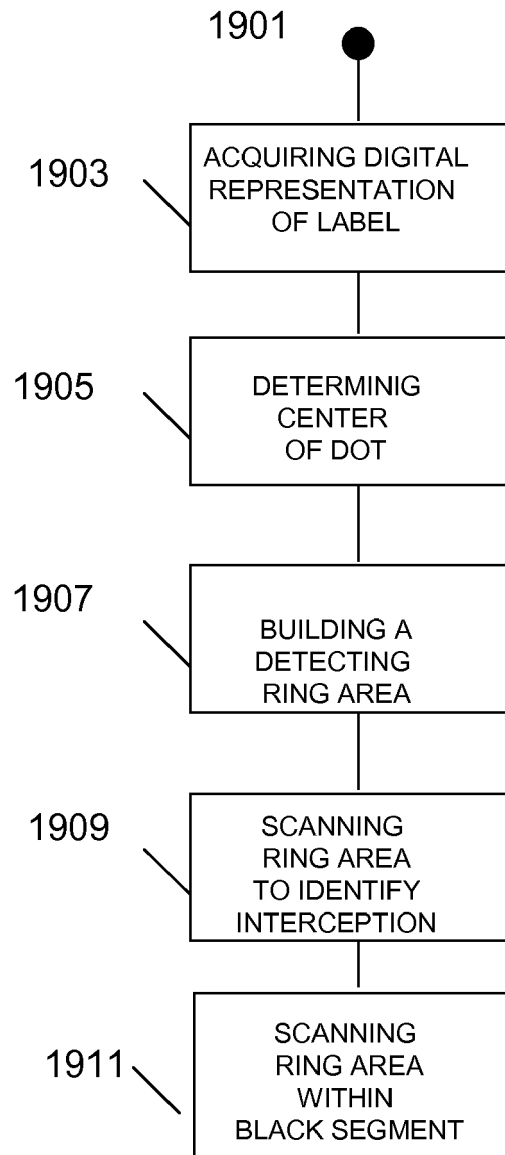 1901
1903
ACQUIRING DIGITAL
REPRESENTATION
OF LABEL
1905
DETERMINIG
CENTER
OF DOT
1907
BUILDING A
DETECTING
RING AREA
1909
SCANNING
RING AREA
TO IDENTIFY
INTERCEPTION
1911
SCANNING
RING AREA
WITHIN
BLACK SEGMENT